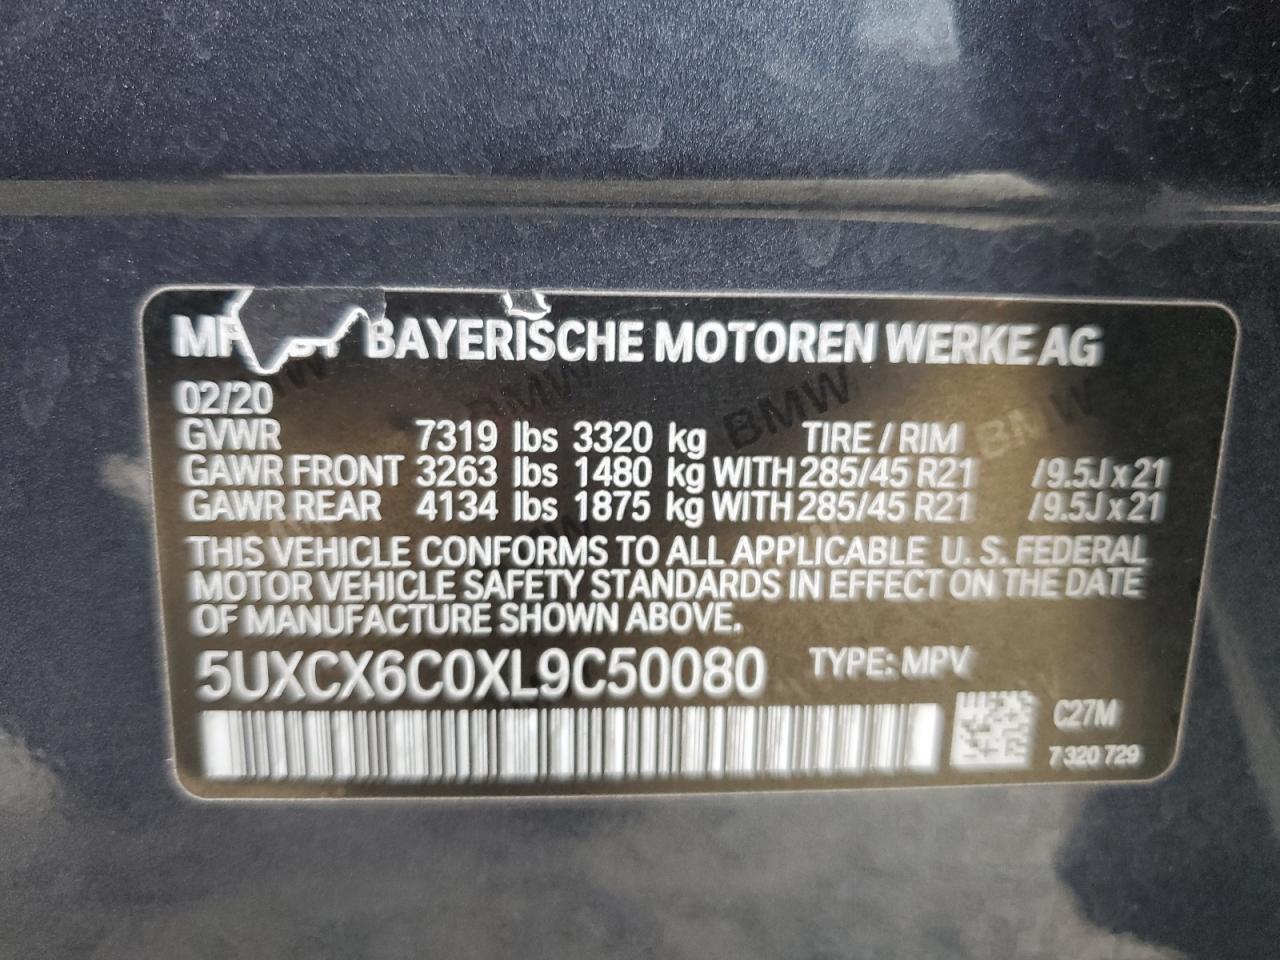 BAYERISCHE MOTOREN WERKE AG
02/20
GVWR 7319 lbs 3320 kg TIRE / RIM
GAWR FRONT 3263 lbs 1480 kg WITH 285/45 R21 /9.5J x 21
GAWR REAR 4134 lbs 1875 kg WITH 285/45 R21 /9.5J x 21
THIS VEHICLE CONFORMS TO ALL APPLICABLE U. S. FEDERAL
MOTOR VEHICLE SAFETY STANDARDS IN EFFECT ON THE DATE
OF MANUFACTURE SHOWN ABOVE.
5UXCX6C0XL9C50080 TYPE: MPV
C27M
7 320 729
BMW
BMW
BMW